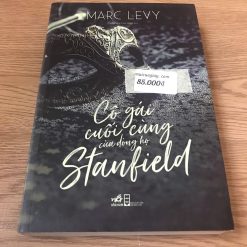 MARC LEVY
85.000đ
Cô gái
cuối cùng
của dòng họ
Stanfield